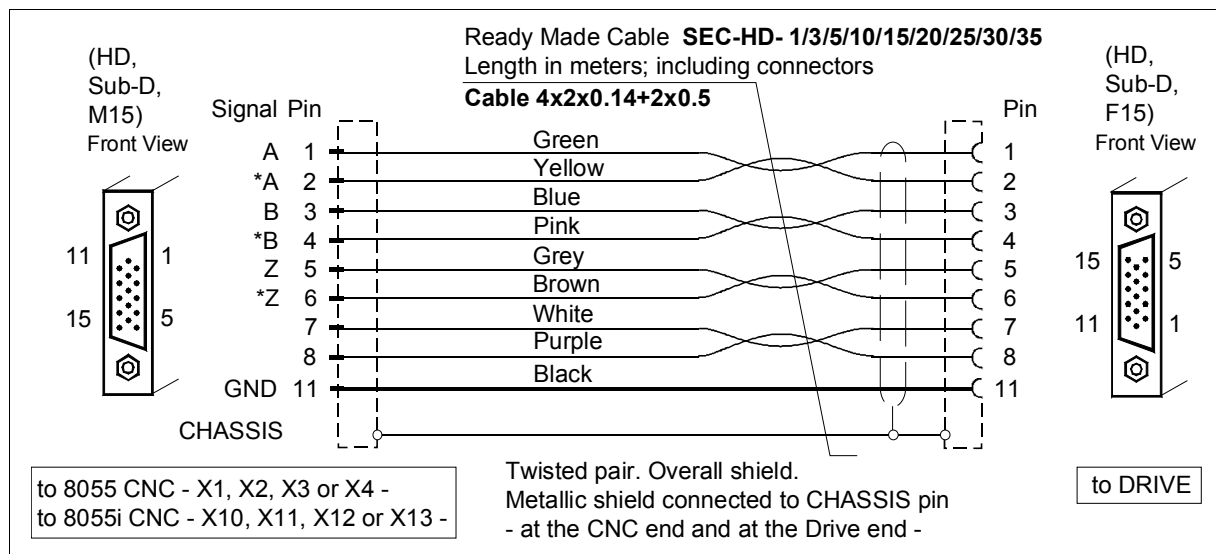 Ready Made Cable SEC-HD- 1/3/5/10/15/20/25/30/35
Length in meters; including connectors
Cable 4x2x0.14+2x0.5
(HD,
Sub-D,
M15)
Front View
11 1
15 5
Signal Pin
Pin
(HD,
Sub-D,
F15)
Front View
15 5
11 1
A 1 Green 1
*A 2 Yellow 2
B 3 Blue 3
*B 4 Pink 4
Z 5 Grey 5
*Z 6 Brown 6
7 White 7
8 Purple 8
GND 11 Black 11
CHASSIS
to 8055 CNC - X1, X2, X3 or X4 -
to 8055i CNC - X10, X11, X12 or X13 -
Twisted pair. Overall shield.
Metallic shield connected to CHASSIS pin
- at the CNC end and at the Drive end -
to DRIVE